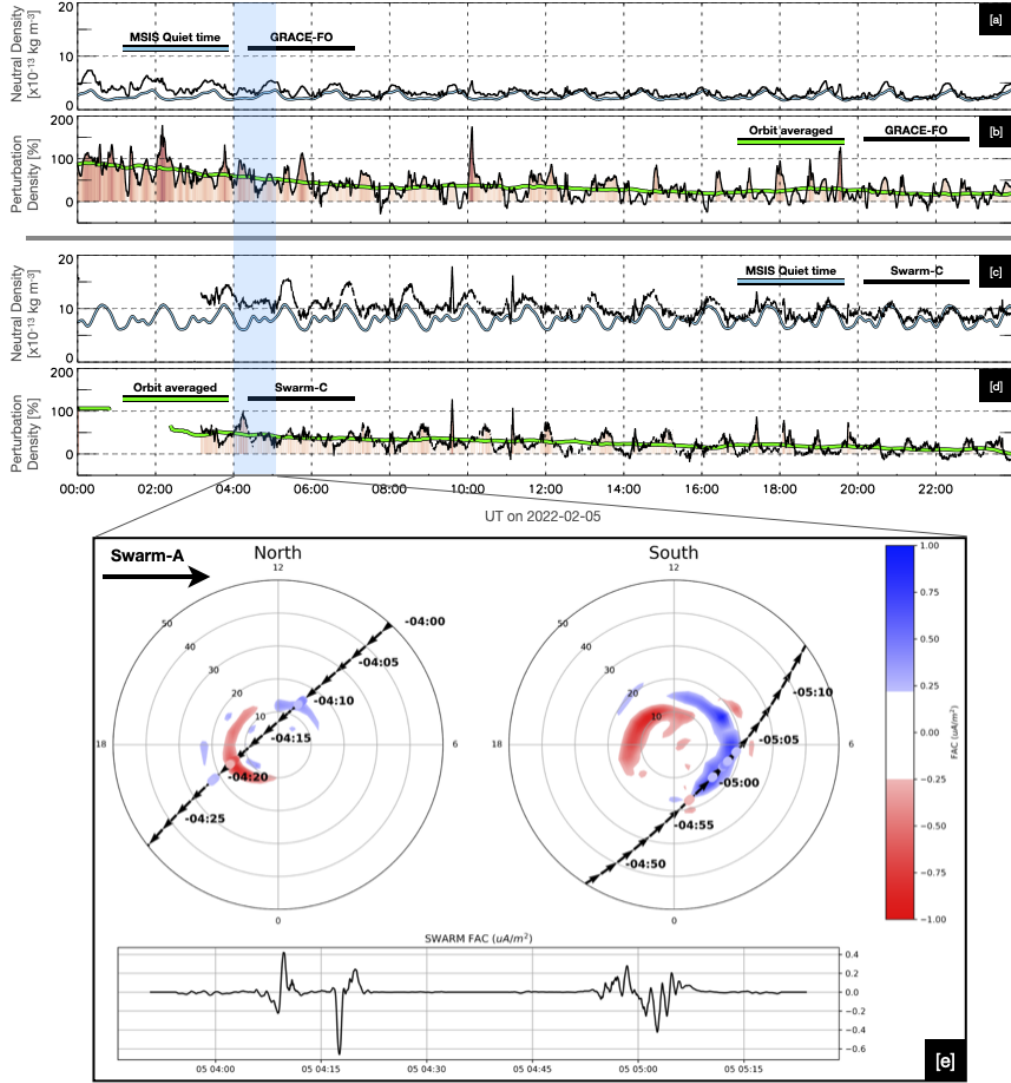 [a]
Neutral Density
[x10⁻¹³ kg m⁻³]
20
10
0
MSIS Quiet time
GRACE-FO
[b]
Perturbation
Density [%]
200
100
0
Orbit averaged
GRACE-FO
[c]
Neutral Density
[x10⁻¹³ kg m⁻³]
20
10
0
MSIS Quiet time
Swarm-C
[d]
Perturbation
Density [%]
200
100
0
Orbit averaged
Swarm-C
00:00 02:00 04:00 06:00 08:00 10:00 12:00 14:00 16:00 18:00 20:00 22:00
UT on 2022-02-05
Swarm-A
North
12
50
40
30
20
10
18
6
0
-04:00
-04:05
-04:10
-04:15
-04:20
-04:25
South
12
50
40
30
20
10
18
6
0
-05:10
-05:05
-05:00
-04:55
-04:50
1.00
0.75
0.50
0.25
0.00
-0.25
-0.50
-0.75
-1.00
FAC (uA/m²)
SWARM FAC (uA/m²)
0.4
0.2
0.0
-0.2
-0.4
-0.6
05 04:00 05 04:15 05 04:30 05 04:45 05 05:00 05 05:15
[e]